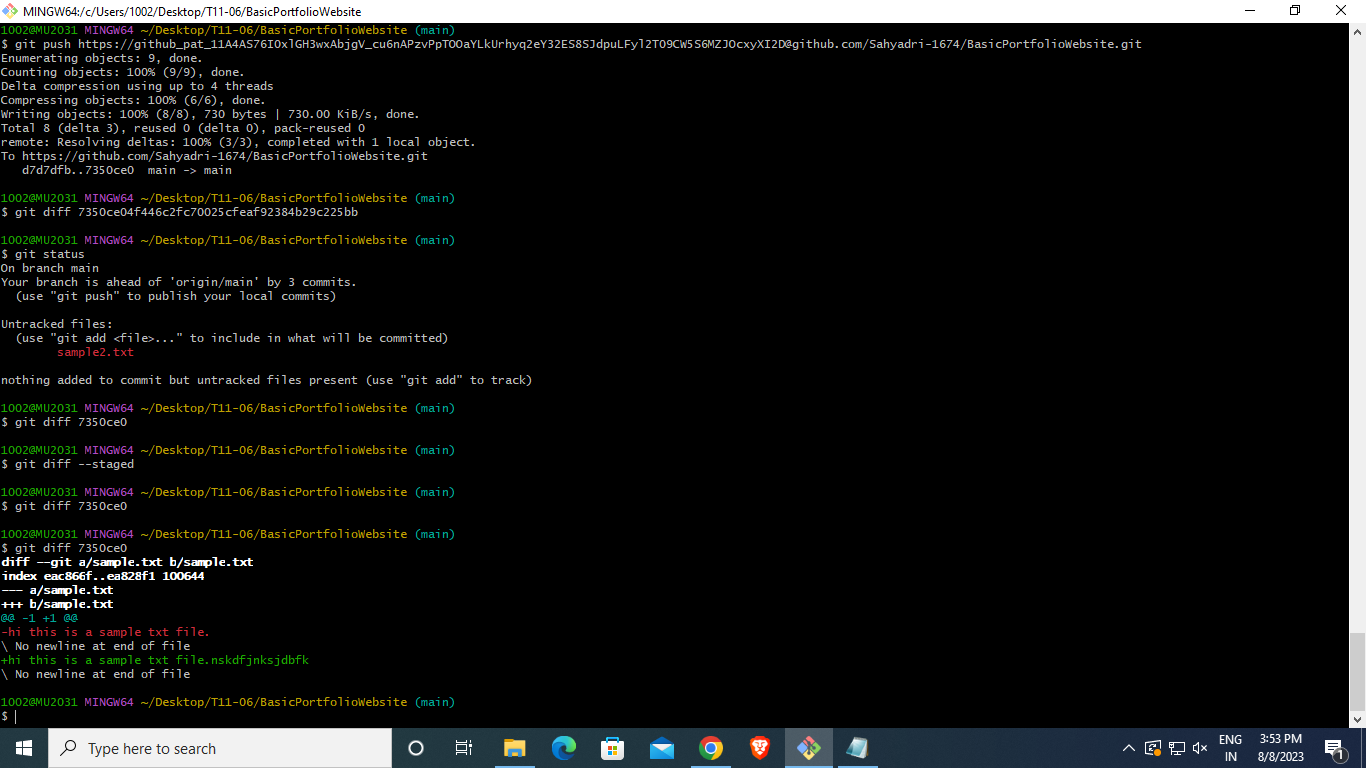 MINGW64:/c/Users/1002/Desktop/T11-06/BasicPortfolioWebsite
1002@MU2031 MINGW64 ~/Desktop/T11-06/BasicPortfolioWebsite (main)
$ git push https://[token omitted]@github.com/Sahyadri-1674/BasicPortfolioWebsite.git
Enumerating objects: 9, done.
Counting objects: 100% (9/9), done.
Delta compression using up to 4 threads
Compressing objects: 100% (6/6), done.
Writing objects: 100% (8/8), 730 bytes | 730.00 KiB/s, done.
Total 8 (delta 3), reused 0 (delta 0), pack-reused 0
remote: Resolving deltas: 100% (3/3), completed with 1 local object.
To https://github.com/Sahyadri-1674/BasicPortfolioWebsite.git
   d7d7dfb..7350ce0  main -> main
1002@MU2031 MINGW64 ~/Desktop/T11-06/BasicPortfolioWebsite (main)
$ git diff 7350ce04f446c2fc70025cfeaf92384b29c225bb
1002@MU2031 MINGW64 ~/Desktop/T11-06/BasicPortfolioWebsite (main)
$ git status
On branch main
Your branch is ahead of 'origin/main' by 3 commits.
  (use "git push" to publish your local commits)
Untracked files:
  (use "git add <file>..." to include in what will be committed)
        sample2.txt
nothing added to commit but untracked files present (use "git add" to track)
1002@MU2031 MINGW64 ~/Desktop/T11-06/BasicPortfolioWebsite (main)
$ git diff 7350ce0
1002@MU2031 MINGW64 ~/Desktop/T11-06/BasicPortfolioWebsite (main)
$ git diff --staged
1002@MU2031 MINGW64 ~/Desktop/T11-06/BasicPortfolioWebsite (main)
$ git diff 7350ce0
1002@MU2031 MINGW64 ~/Desktop/T11-06/BasicPortfolioWebsite (main)
$ git diff 7350ce0
diff --git a/sample.txt b/sample.txt
index eac866f..ea828f1 100644
--- a/sample.txt
+++ b/sample.txt
@@ -1 +1 @@
-hi this is a sample txt file.
\ No newline at end of file
+hi this is a sample txt file.nskdfjnksjdbfk
\ No newline at end of file
1002@MU2031 MINGW64 ~/Desktop/T11-06/BasicPortfolioWebsite (main)
$
Type here to search
ENG
IN
3:53 PM
8/8/2023
1